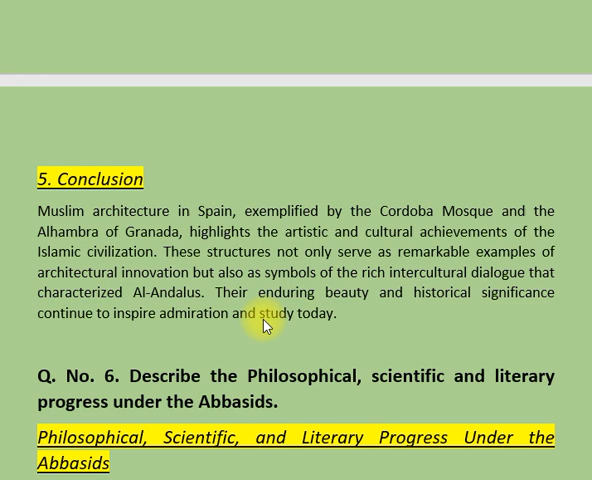 5. Conclusion
Muslim architecture in Spain, exemplified by the Cordoba Mosque and the
Alhambra of Granada, highlights the artistic and cultural achievements of the
Islamic civilization. These structures not only serve as remarkable examples of
architectural innovation but also as symbols of the rich intercultural dialogue that
characterized Al-Andalus. Their enduring beauty and historical significance
continue to inspire admiration and study today.
Q. No. 6. Describe the Philosophical, scientific and literary
progress under the Abbasids.
Philosophical, Scientific, and Literary Progress Under the
Abbasids